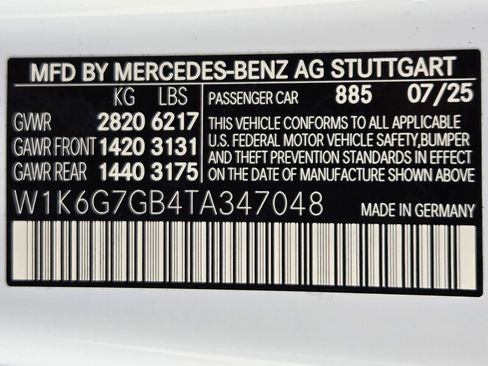 MFD BY MERCEDES-BENZ AG STUTTGART
KG LBS
GVWR 2820 6217
GAWR FRONT 1420 3131
GAWR REAR 1440 3175
PASSENGER CAR 885 07/25
THIS VEHICLE CONFORMS TO ALL APPLICABLE
U.S. FEDERAL MOTOR VEHICLE SAFETY,BUMPER
AND THEFT PREVENTION STANDARDS IN EFFECT
ON THE DATE OF MANUFACTURE SHOWN ABOVE.
W1K6G7GB4TA347048 MADE IN GERMANY